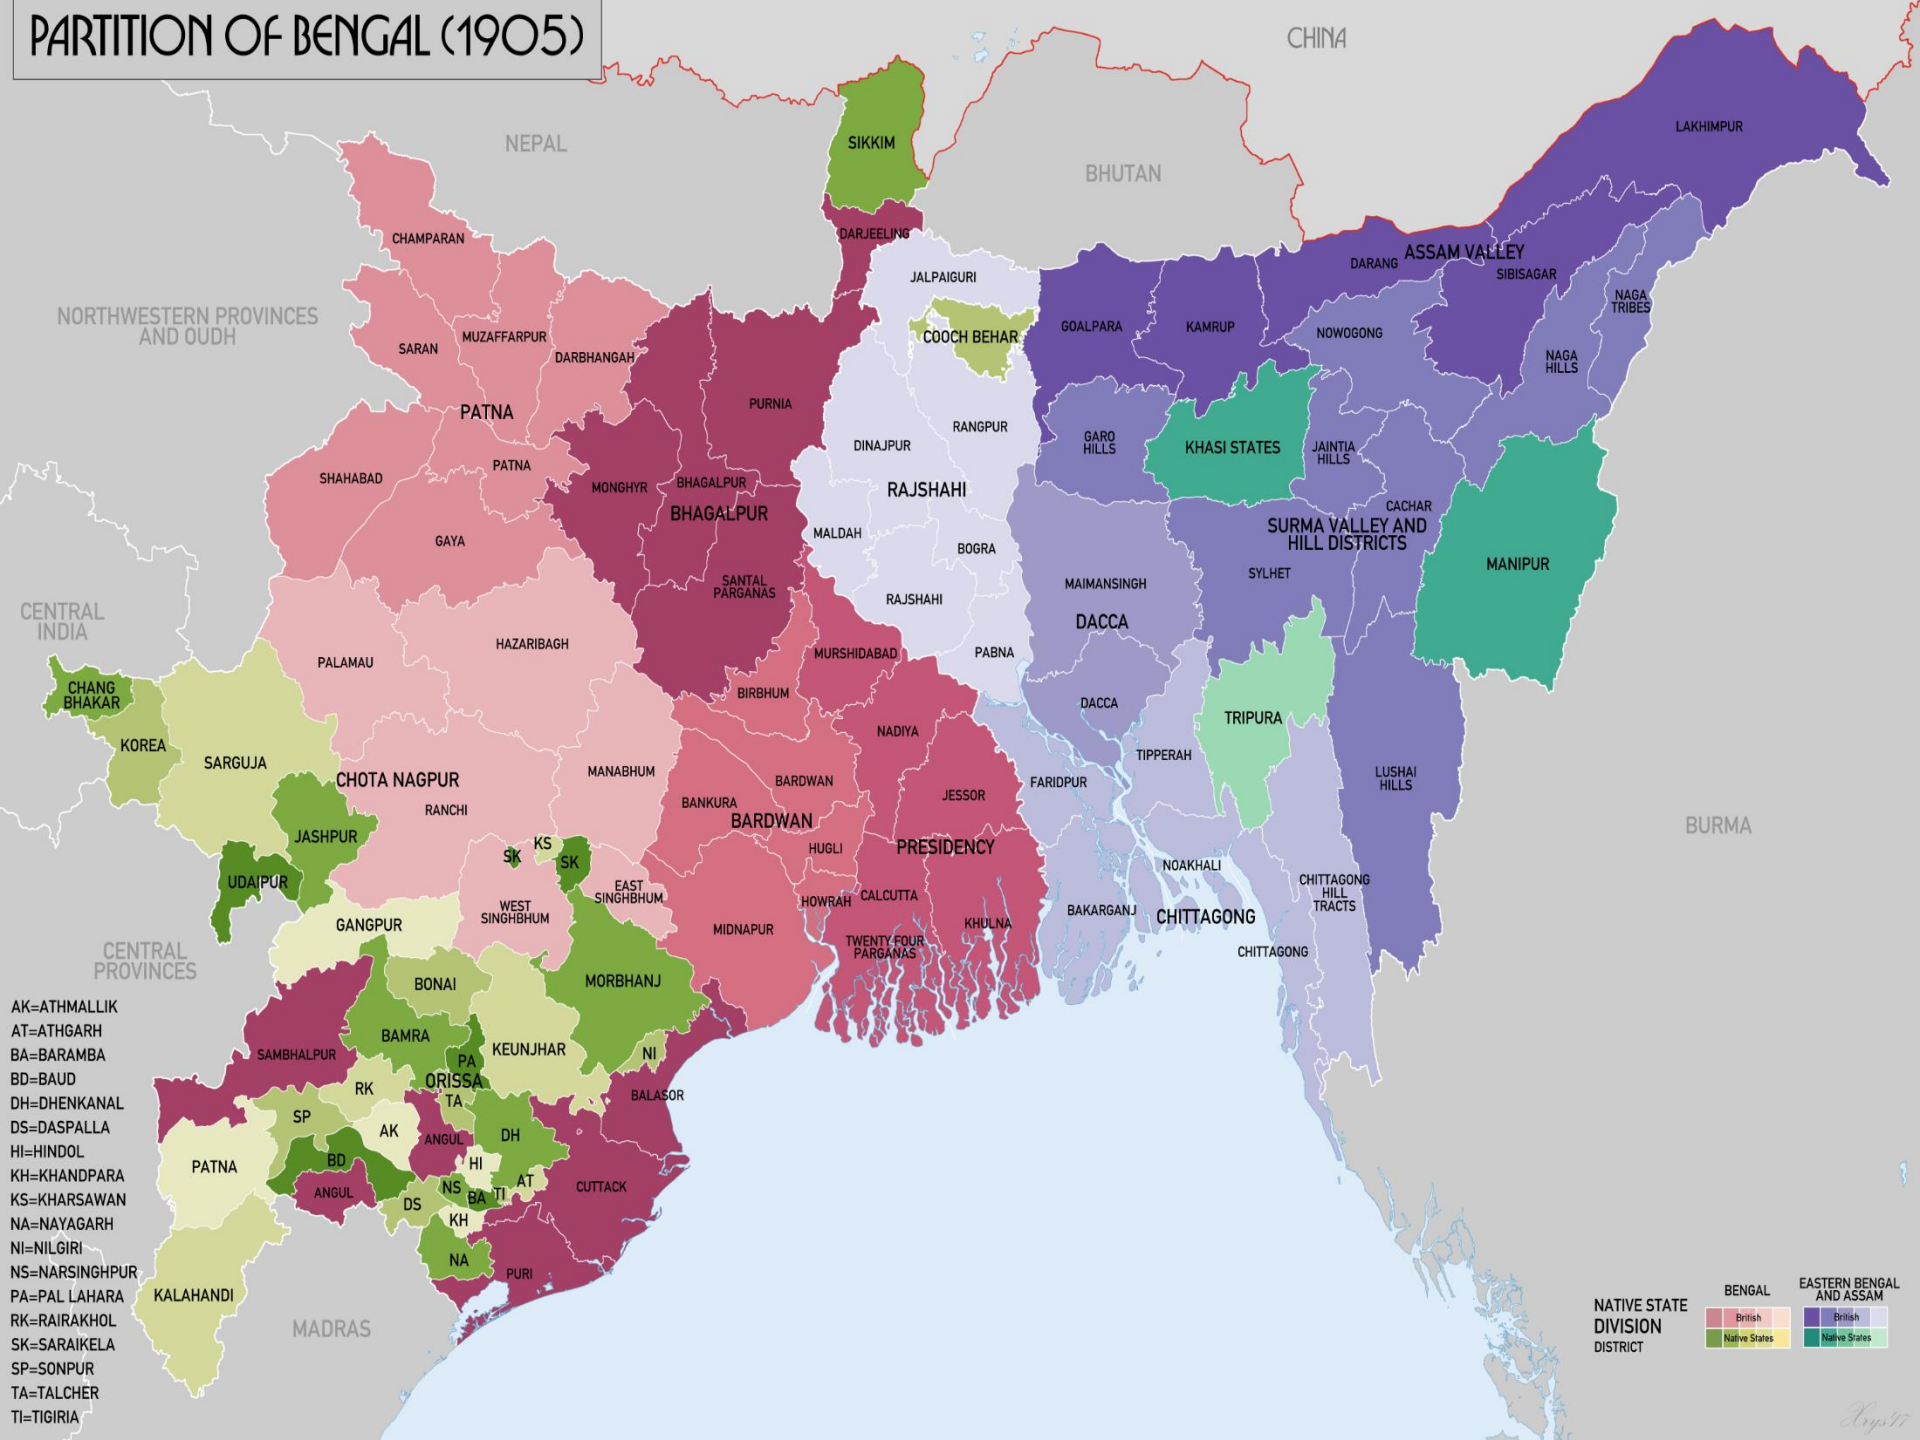 PARTITION OF BENGAL (1905)
CHINA
NEPAL
SIKKIM
BHUTAN
LAKHIMPUR
DARJEELING
CHAMPARAN
JALPAIGURI
ASSAM VALLEY
DARANG
SIBISAGAR
NAGA
TRIBES
NORTHWESTERN PROVINCES
AND OUDH
SARAN
MUZAFFARPUR
DARBHANGAH
COOCH BEHAR
GOALPARA
KAMRUP
NOWOGONG
NAGA
HILLS
PATNA
PURNIA
RANGPUR
DINAJPUR
GARO
HILLS
KHASI STATES
JAINTIA
HILLS
SHAHABAD
PATNA
MONGHYR
BHAGALPUR
BHAGALPUR
RAJSHAHI
CACHAR
SURMA VALLEY AND
HILL DISTRICTS
GAYA
MALDAH
BOGRA
MANIPUR
SYLHET
SANTAL
PARGANAS
RAJSHAHI
MAIMANSINGH
DACCA
CENTRAL
INDIA
PALAMAU
HAZARIBAGH
MURSHIDABAD
PABNA
CHANG
BHAKAR
BIRBHUM
DACCA
TRIPURA
KOREA
SARGUJA
NADIYA
TIPPERAH
CHOTA NAGPUR
MANABHUM
BARDWAN
FARIDPUR
LUSHAI
HILLS
RANCHI
BANKURA
BARDWAN
JESSOR
BURMA
JASHPUR
KS
SK
SK
HUGLI
PRESIDENCY
NOAKHALI
UDAIPUR
EAST
SINGHBHUM
HOWRAH
CALCUTTA
CHITTAGONG
HILL
TRACTS
GANGPUR
WEST
SINGHBHUM
MIDNAPUR
KHULNA
BAKARGANJ
CHITTAGONG
CENTRAL
PROVINCES
TWENTY FOUR
PARGANAS
CHITTAGONG
BONAI
MORBHANJ
BAMRA
SAMBHALPUR
PA
KEUNJHAR
NI
ORISSA
RK
TA
BALASOR
SP
AK
ANGUL
DH
PATNA
BD
HI
ANGUL
NS
BA
TI
AT
CUTTACK
DS
KH
NA
PURI
KALAHANDI
MADRAS
AK=ATHMALLIK
AT=ATHGARH
BA=BARAMBA
BD=BAUD
DH=DHENKANAL
DS=DASPALLA
HI=HINDOL
KH=KHANDPARA
KS=KHARSAWAN
NA=NAYAGARH
NI=NILGIRI
NS=NARSINGHPUR
PA=PAL LAHARA
RK=RAIRAKHOL
SK=SARAIKELA
SP=SONPUR
TA=TALCHER
TI=TIGIRIA
NATIVE STATE
DIVISION
DISTRICT
BENGAL
British
Native States
EASTERN BENGAL
AND ASSAM
British
Native States
Xrys'17